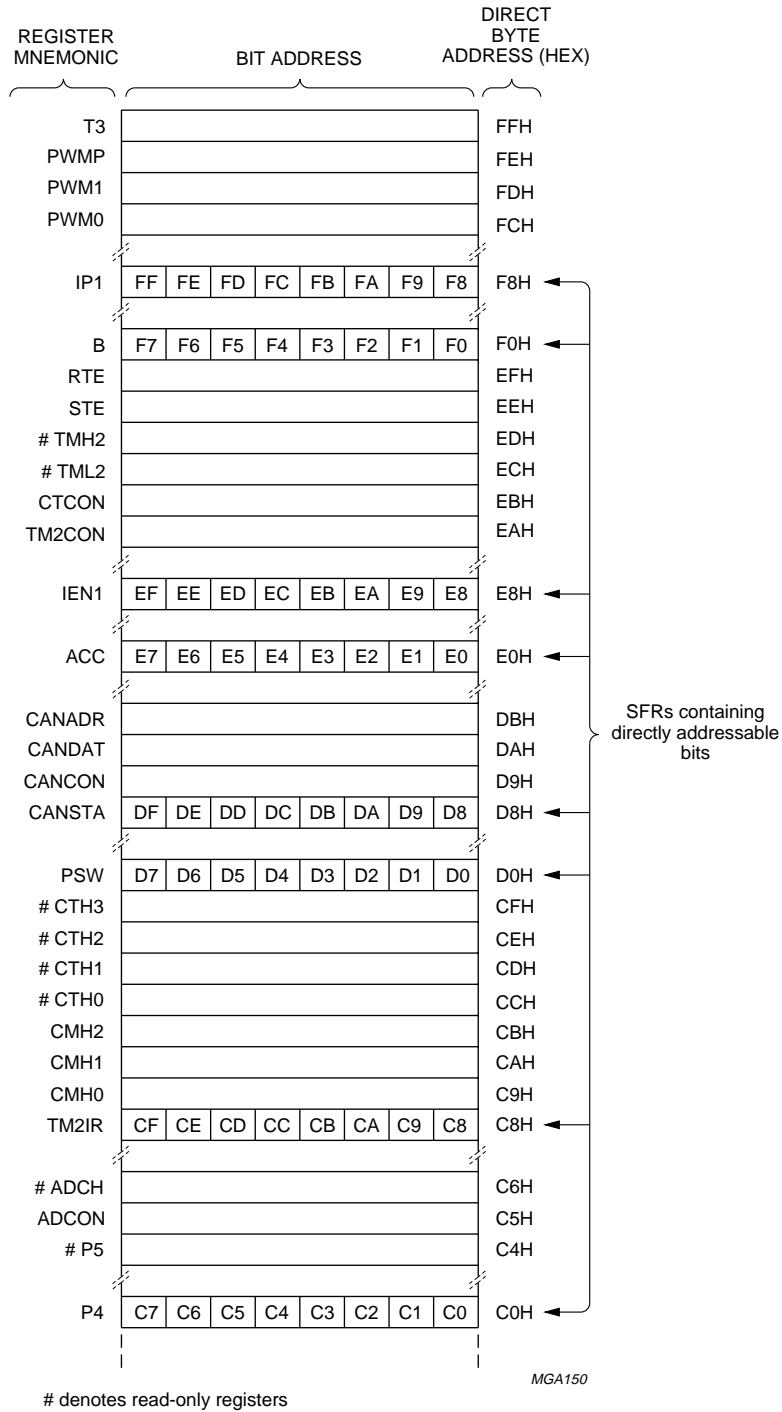 REGISTER
MNEMONIC
BIT ADDRESS
DIRECT
BYTE
ADDRESS (HEX)
T3 FFH
PWMP FEH
PWM1 FDH
PWM0 FCH
IP1 FF FE FD FC FB FA F9 F8 F8H
B F7 F6 F5 F4 F3 F2 F1 F0 F0H
RTE EFH
STE EEH
# TMH2 EDH
# TML2 ECH
CTCON EBH
TM2CON EAH
IEN1 EF EE ED EC EB EA E9 E8 E8H
ACC E7 E6 E5 E4 E3 E2 E1 E0 E0H
CANADR DBH
CANDAT DAH
CANCON D9H
CANSTA DF DE DD DC DB DA D9 D8 D8H
SFRs containing
directly addressable
bits
PSW D7 D6 D5 D4 D3 D2 D1 D0 D0H
# CTH3 CFH
# CTH2 CEH
# CTH1 CDH
# CTH0 CCH
CMH2 CBH
CMH1 CAH
CMH0 C9H
TM2IR CF CE CD CC CB CA C9 C8 C8H
# ADCH C6H
ADCON C5H
# P5 C4H
P4 C7 C6 C5 C4 C3 C2 C1 C0 C0H
MGA150
# denotes read-only registers